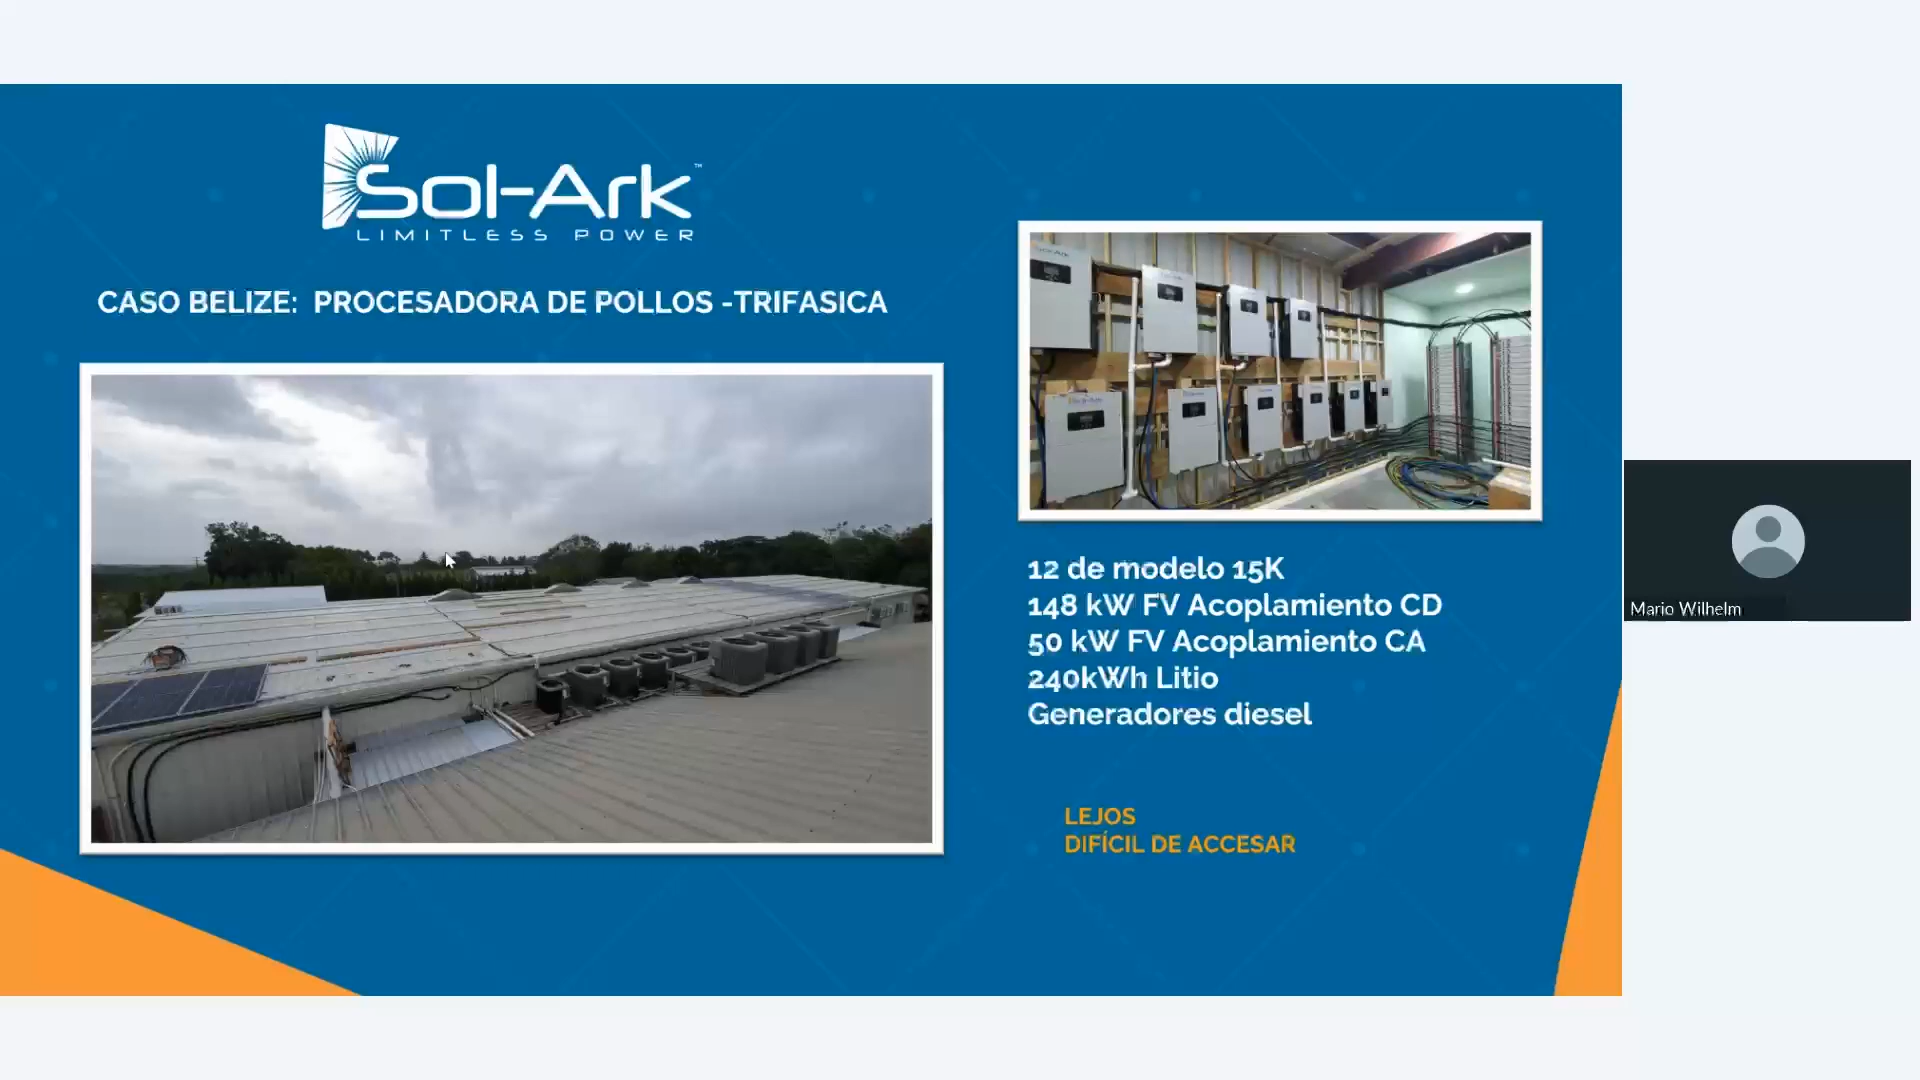 Sol-Ark™
LIMITLESS POWER
CASO BELIZE: PROCESADORA DE POLLOS -TRIFASICA
12 de modelo 15K
148 kW FV Acoplamiento CD
50 kW FV Acoplamiento CA
240kWh Litio
Generadores diesel
LEJOS
DIFÍCIL DE ACCESAR
Mario Wilhelm